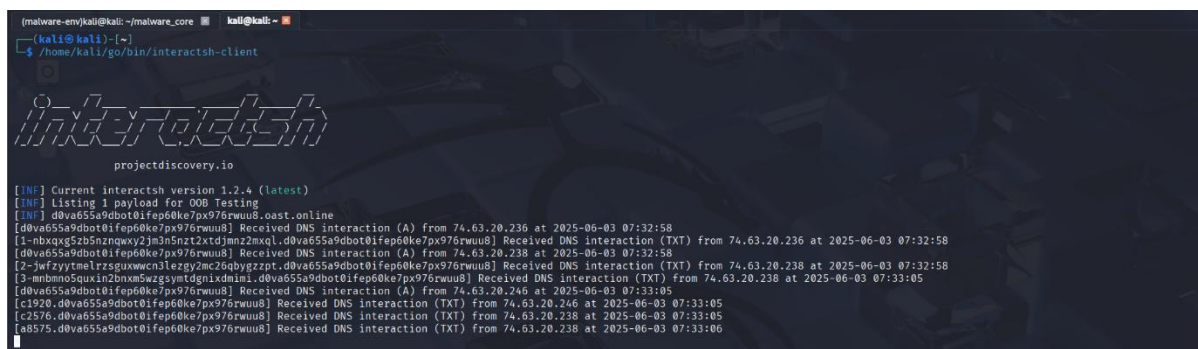 (malware-env)kali@kali: ~/malware_core
kali@kali: ~
(kali㉿kali)-[~]
$ /home/kali/go/bin/interactsh-client
interactsh
projectdiscovery.io
[INF] Current interactsh version 1.2.4 (latest)
[INF] Listing 1 payload for OOB Testing
[INF] d0va655a9dbot0ifep60ke7px976rwuu8.oast.online
[d0va655a9dbot0ifep60ke7px976rwuu8] Received DNS interaction (A) from 74.63.20.236 at 2025-06-03 07:32:58
[1-nbxqxg5zb5nznqwxy2jm3n5nzt2xtdjmnz2mxql.d0va655a9dbot0ifep60ke7px976rwuu8] Received DNS interaction (TXT) from 74.63.20.236 at 2025-06-03 07:32:58
[d0va655a9dbot0ifep60ke7px976rwuu8] Received DNS interaction (A) from 74.63.20.238 at 2025-06-03 07:32:58
[2-jwfzyytmelrzsguxwwcn3lezgy2mc26qbygzzpt.d0va655a9dbot0ifep60ke7px976rwuu8] Received DNS interaction (TXT) from 74.63.20.238 at 2025-06-03 07:32:58
[3-mnbmno5quxin2bnxm5wzgsymtdgnixdmimi.d0va655a9dbot0ifep60ke7px976rwuu8] Received DNS interaction (TXT) from 74.63.20.238 at 2025-06-03 07:33:05
[d0va655a9dbot0ifep60ke7px976rwuu8] Received DNS interaction (A) from 74.63.20.246 at 2025-06-03 07:33:05
[c1920.d0va655a9dbot0ifep60ke7px976rwuu8] Received DNS interaction (TXT) from 74.63.20.246 at 2025-06-03 07:33:05
[c2576.d0va655a9dbot0ifep60ke7px976rwuu8] Received DNS interaction (TXT) from 74.63.20.238 at 2025-06-03 07:33:05
[a8575.d0va655a9dbot0ifep60ke7px976rwuu8] Received DNS interaction (TXT) from 74.63.20.238 at 2025-06-03 07:33:06